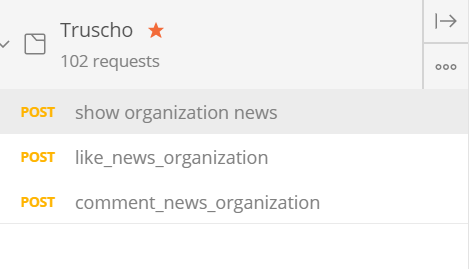 Truscho
102 requests
POST show organization news
POST like_news_organization
POST comment_news_organization